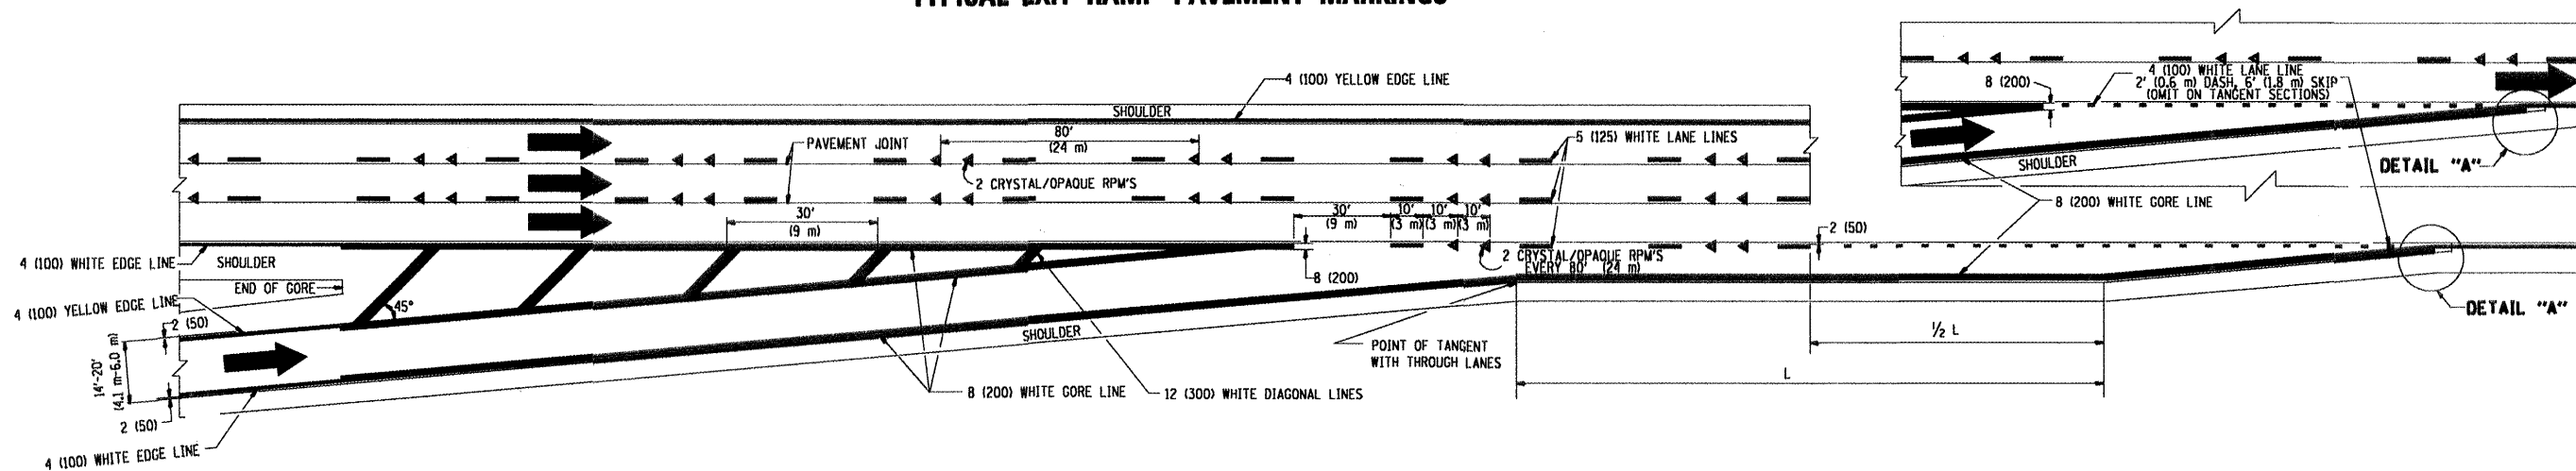 TYPICAL EXIT RAMP PAVEMENT MARKINGS
4 (100) YELLOW EDGE LINE
SHOULDER
80'
(24 m)
PAVEMENT JOINT
5 (125) WHITE LANE LINES
2 CRYSTAL/OPAQUE RPM'S
30'
(9 m)
30'
(9 m)
10'
(3 m)
10'
(3 m)
10'
(3 m)
4 (100) WHITE EDGE LINE
SHOULDER
END OF GORE
4 (100) YELLOW EDGE LINE
45°
2 (50)
14'-20'
(4.1 m-6.0 m)
2 (50)
4 (100) WHITE EDGE LINE
8 (200)
2 CRYSTAL/OPAQUE RPM'S
EVERY 80' (24 m)
SHOULDER
8 (200) WHITE GORE LINE
12 (300) WHITE DIAGONAL LINES
POINT OF TANGENT
WITH THROUGH LANES
½ L
L
2 (50)
8 (200)
4 (100) WHITE LANE LINE
2' (0.6 m) DASH, 6' (1.8 m) SKIP
(OMIT ON TANGENT SECTIONS)
SHOULDER
DETAIL "A"
8 (200) WHITE GORE LINE
DETAIL "A"